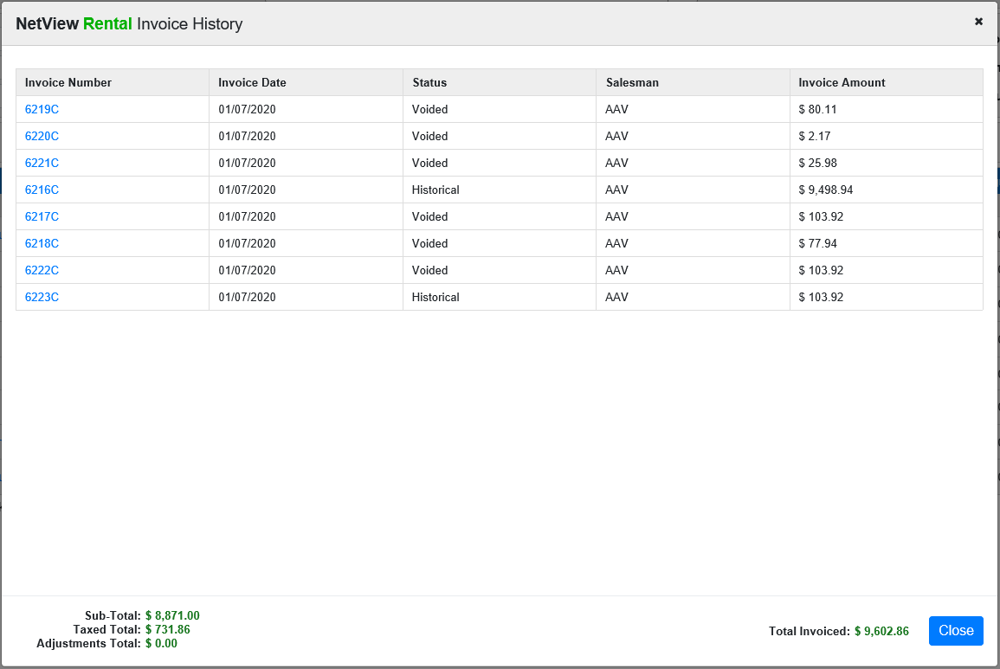 NetView Rental Invoice History
Invoice Number Invoice Date Status Salesman Invoice Amount
6219C 01/07/2020 Voided AAV $ 80.11
6220C 01/07/2020 Voided AAV $ 2.17
6221C 01/07/2020 Voided AAV $ 25.98
6216C 01/07/2020 Historical AAV $ 9,498.94
6217C 01/07/2020 Voided AAV $ 103.92
6218C 01/07/2020 Voided AAV $ 77.94
6222C 01/07/2020 Voided AAV $ 103.92
6223C 01/07/2020 Historical AAV $ 103.92
Sub-Total: $ 8,871.00
Taxed Total: $ 731.86
Adjustments Total: $ 0.00
Total Invoiced: $ 9,602.86
Close